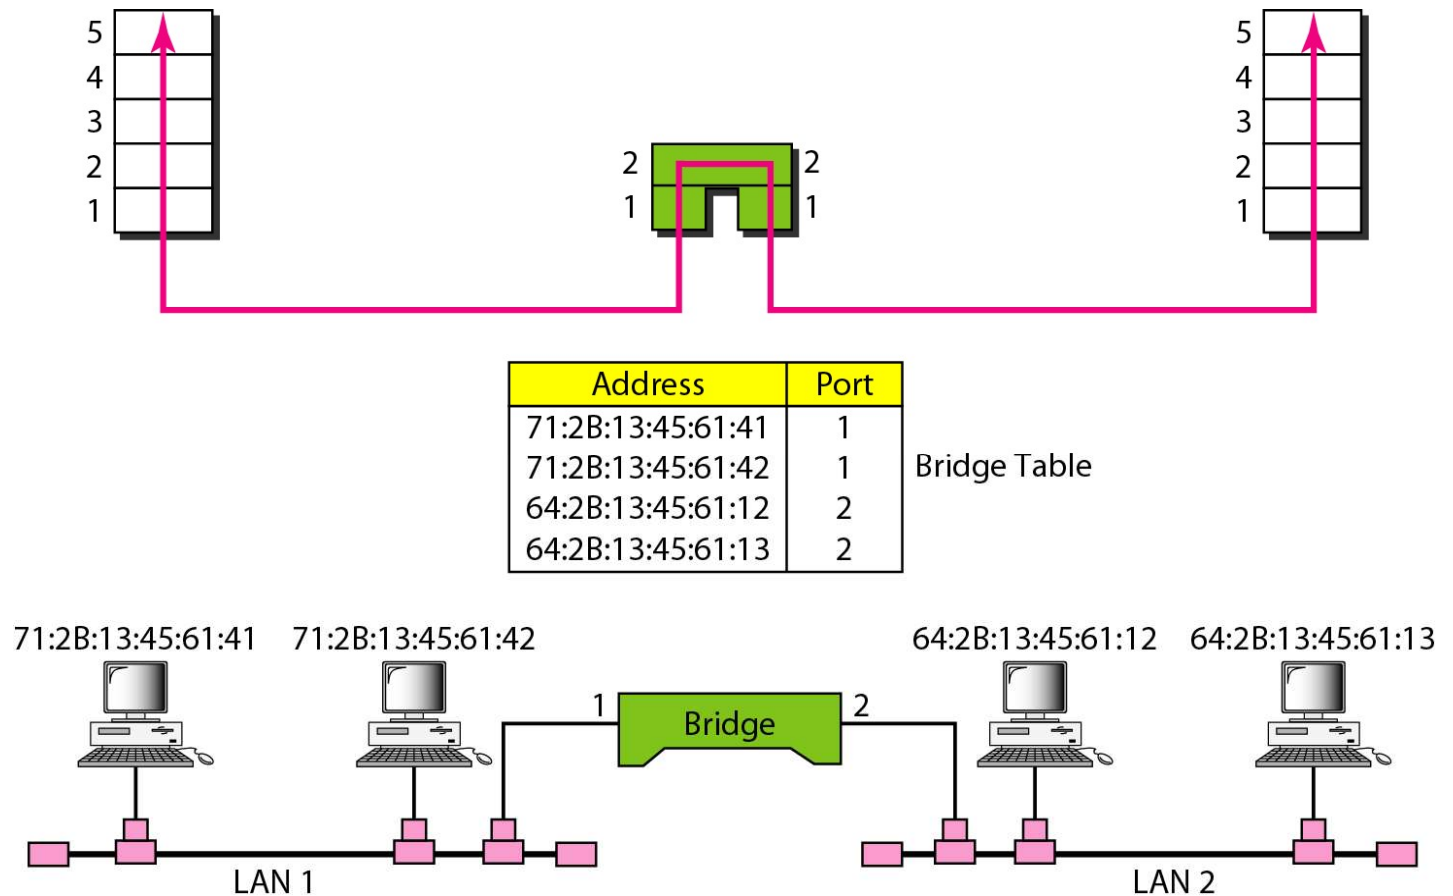 5 5
4 4
3 3
2 2 2 2
1 1 1 1
Address Port
71:2B:13:45:61:41 1
71:2B:13:45:61:42 1
64:2B:13:45:61:12 2
64:2B:13:45:61:13 2
Bridge Table
71:2B:13:45:61:41 71:2B:13:45:61:42 64:2B:13:45:61:12 64:2B:13:45:61:13
1 Bridge 2
LAN 1 LAN 2